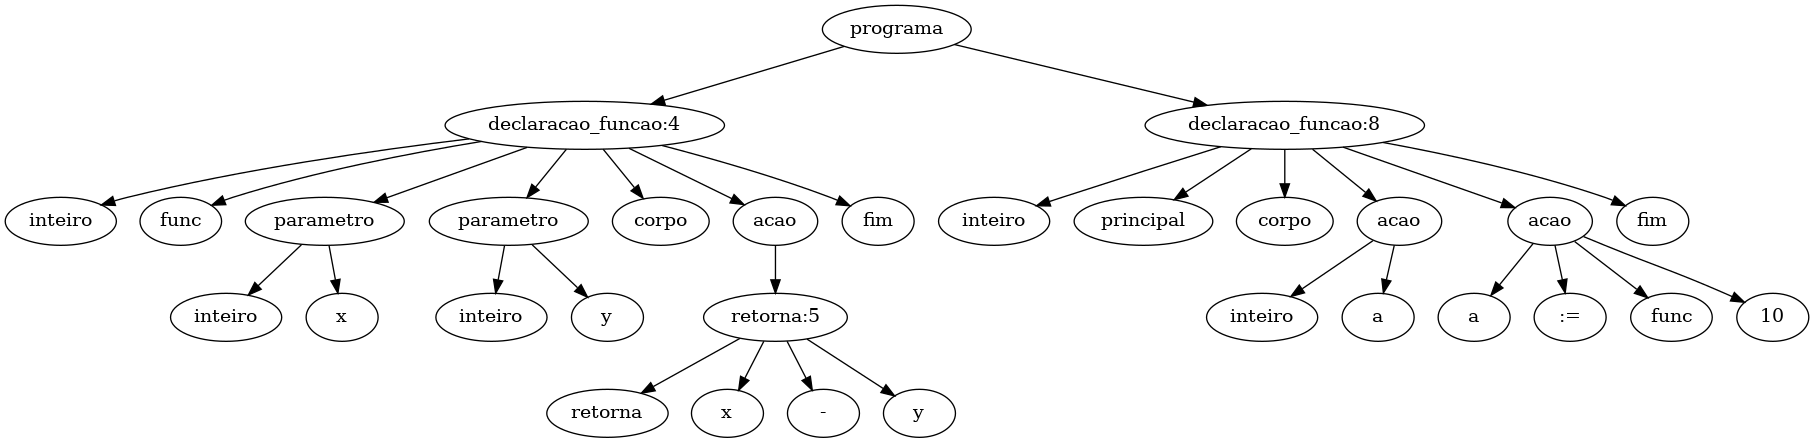 programa
declaracao_funcao:4 declaracao_funcao:8
inteiro func parametro parametro corpo acao fim inteiro principal corpo acao acao fim
inteiro x inteiro y retorna:5 inteiro a a := func 10
retorna x - y